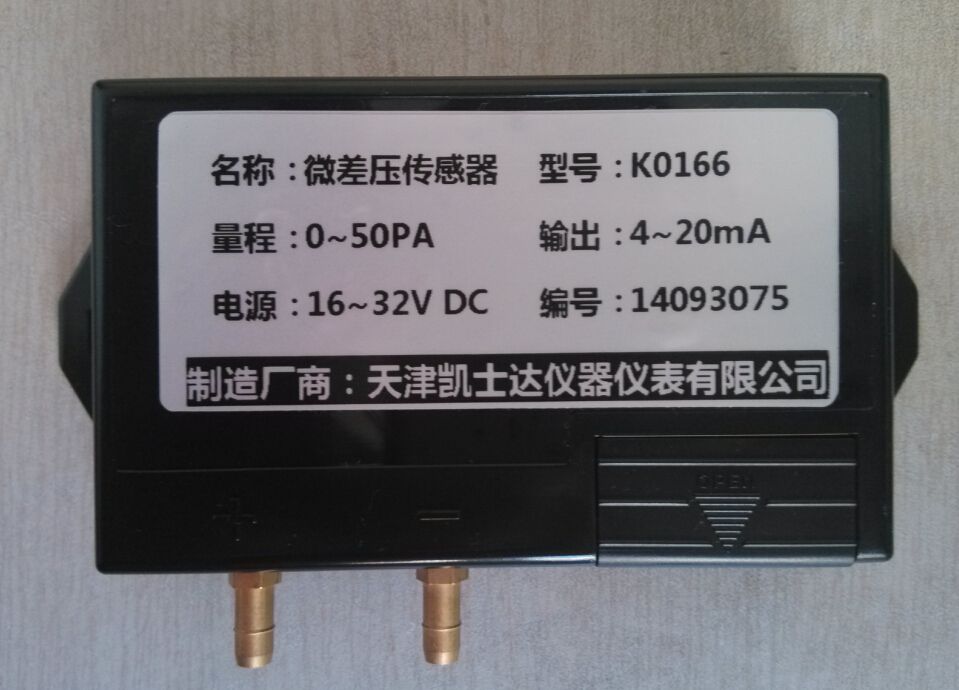 名称：微差压传感器 型号：K0166
量程：0~50PA 输出：4~20mA
电源：16~32V DC 编号：14093075
制造厂商：天津凯士达仪器仪表有限公司
OPEN
+ −